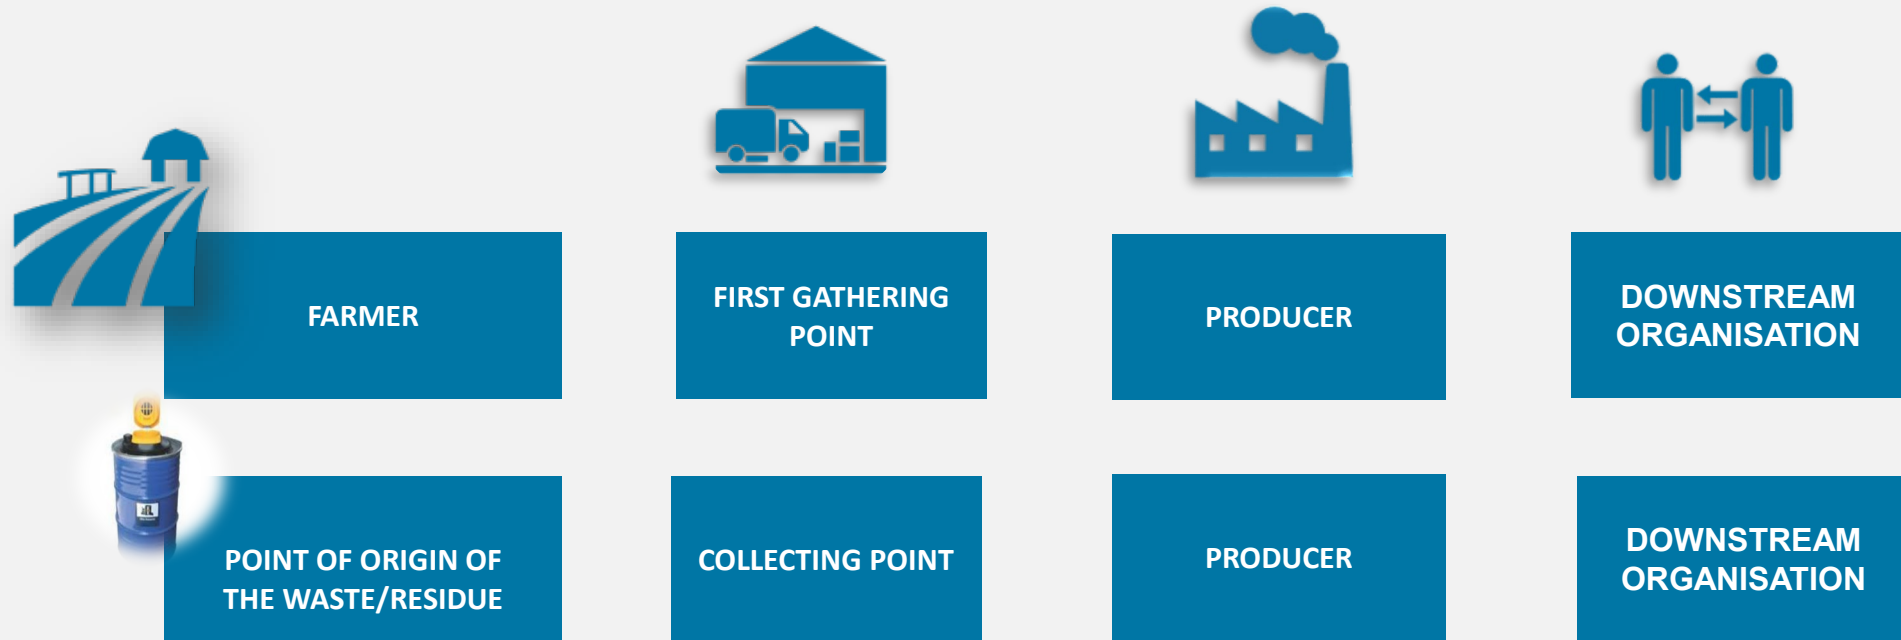 FARMER
FIRST GATHERING
POINT
PRODUCER
DOWNSTREAM
ORGANISATION
POINT OF ORIGIN OF
THE WASTE/RESIDUE
COLLECTING POINT
PRODUCER
DOWNSTREAM
ORGANISATION